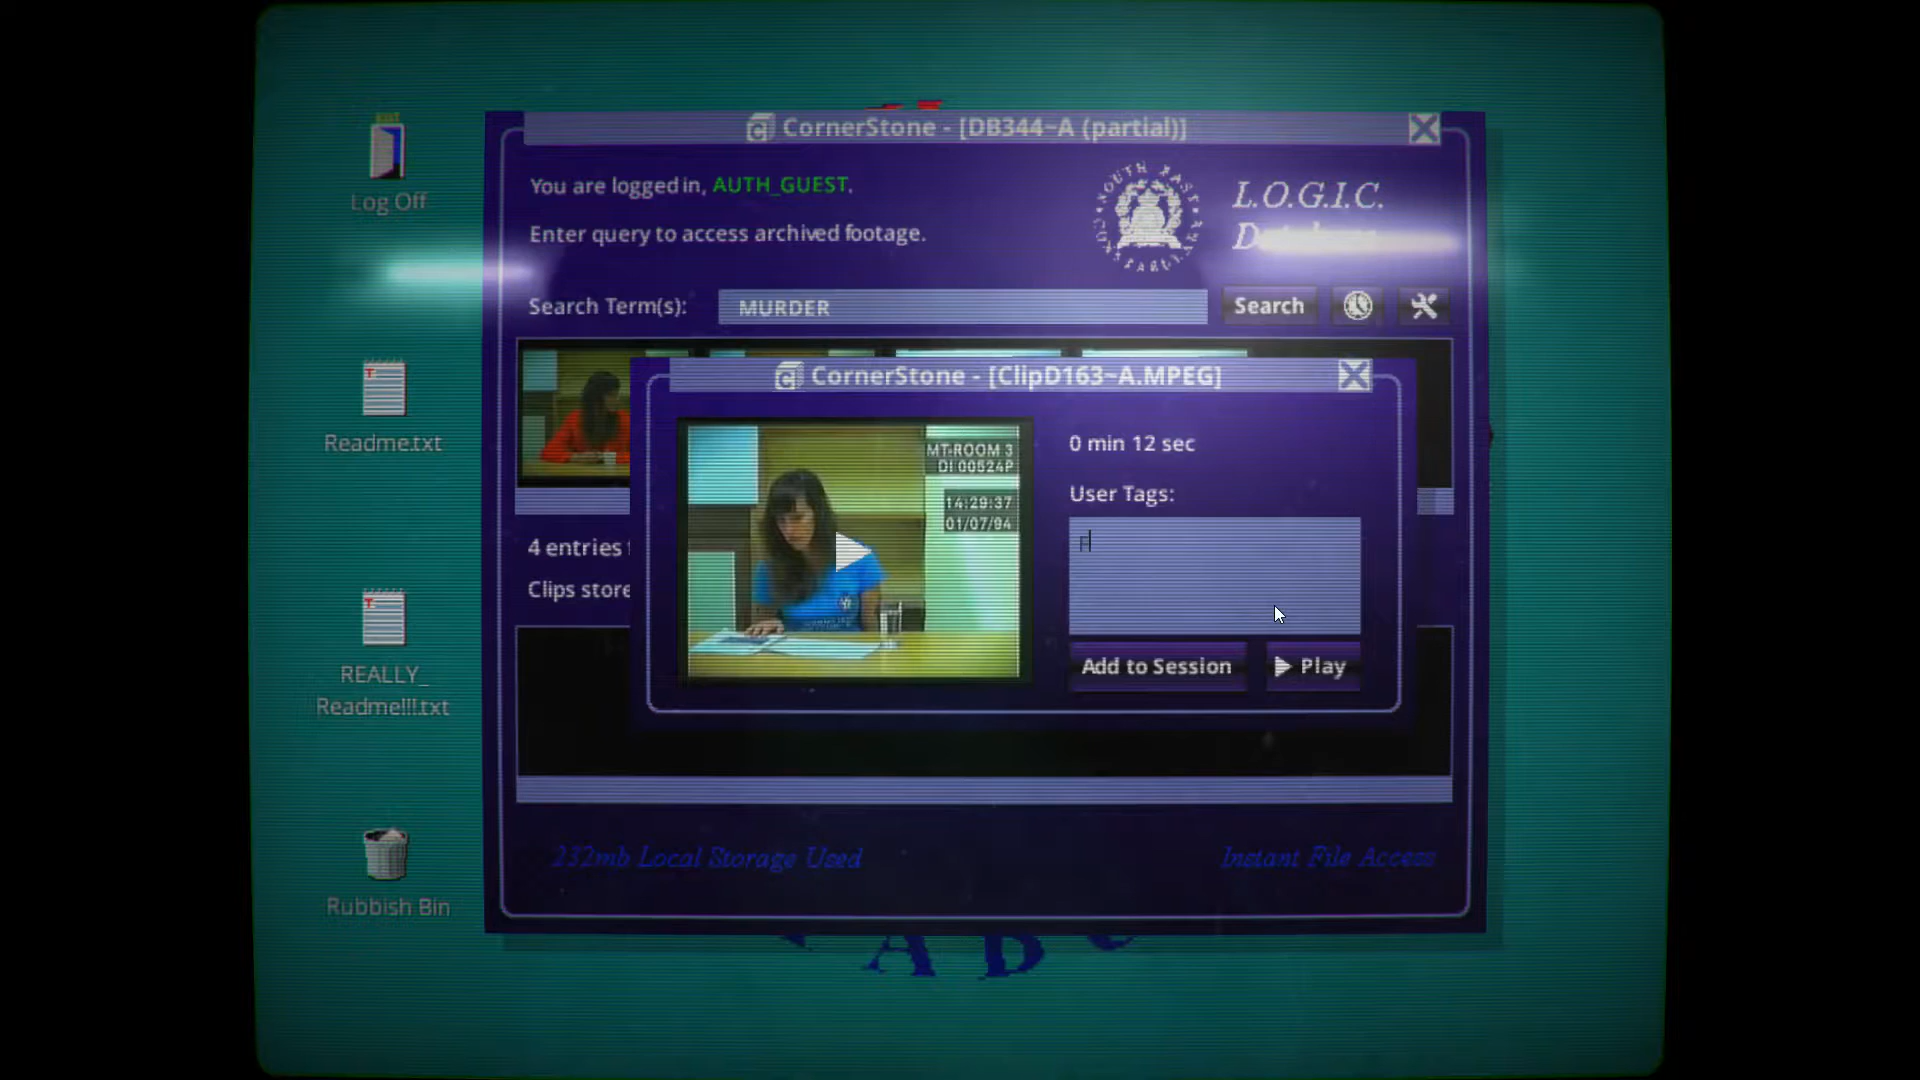 CornerStone - [DB344~A (partial)]
You are logged in, AUTH_GUEST.
Enter query to access archived footage.
SOUTH EAST
L.O.G.I.C.
Search Term(s):
MURDER
Search
CornerStone - [ClipD163~A.MPEG]
MT-ROOM 3
DI 00524P
14:29:37
01/07/94
0 min 12 sec
User Tags:
4 entries
Clips store
Add to Session
Play
232mb Local Storage Used
Instant File Access
Log Off
Readme.txt
REALLY_
Readme!!!.txt
Rubbish Bin